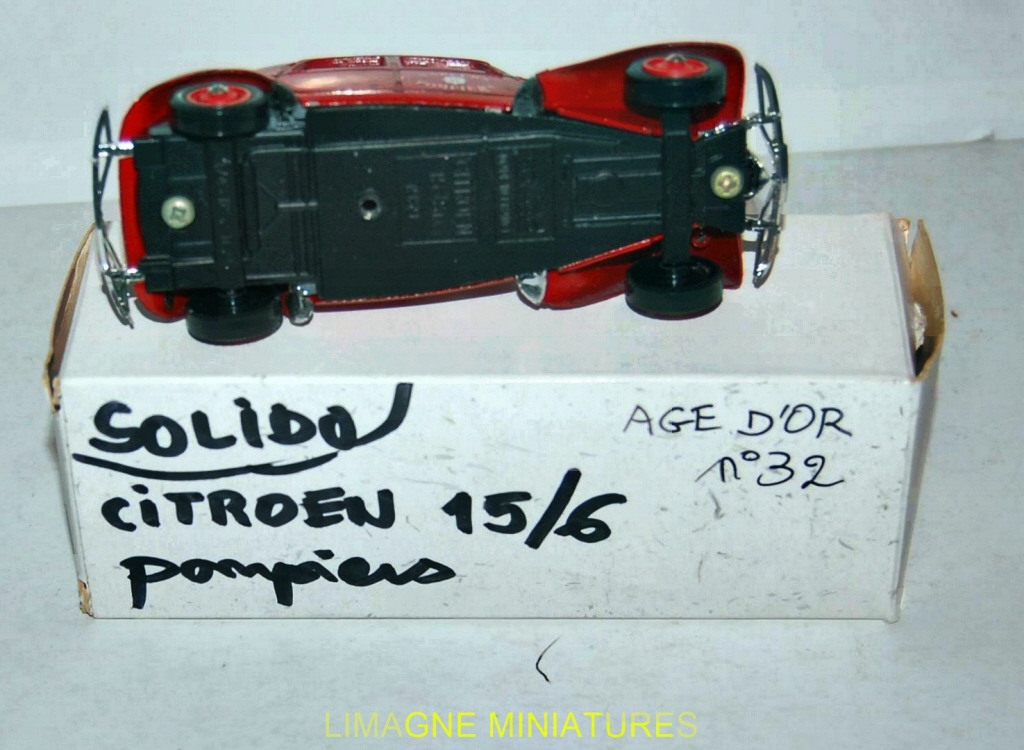 SOLIDO
CiTROEN 15/6
pompiers
AGE D'OR
n°32
LIMAGNE MINIATURES